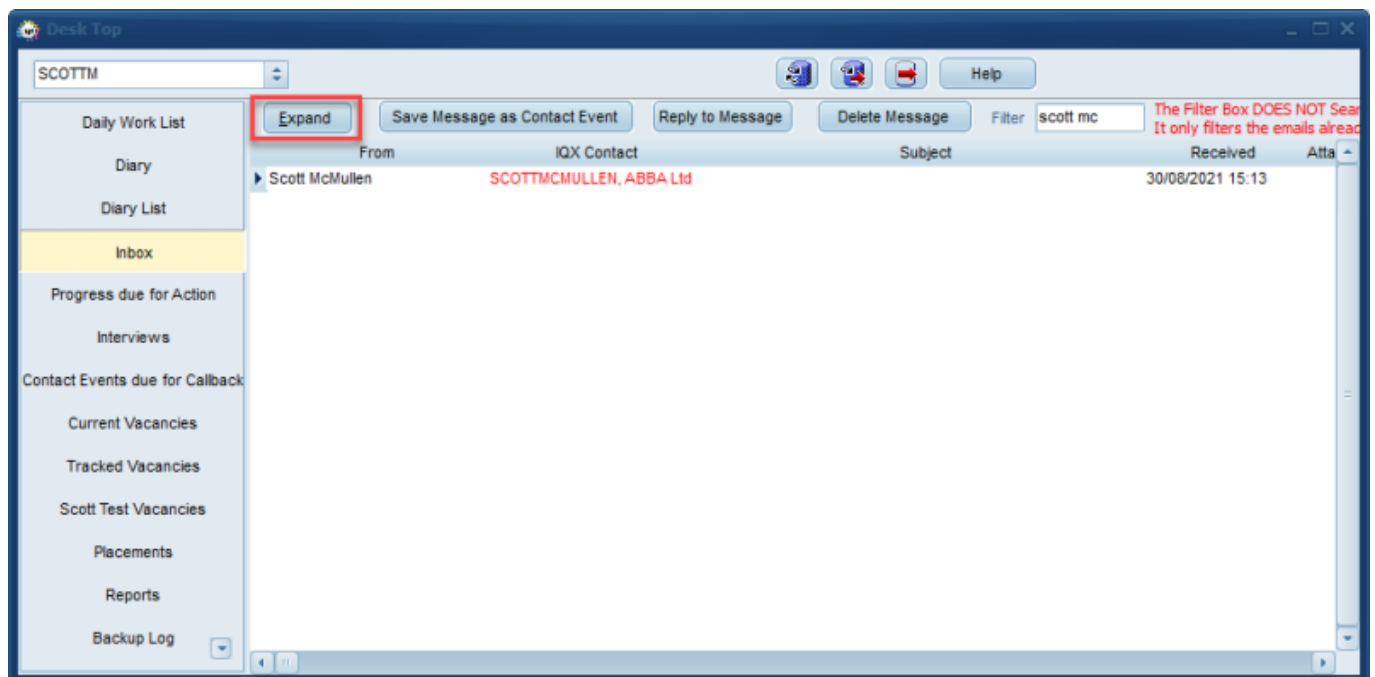 Desk Top
SCOTTM
Help
Expand Save Message as Contact Event Reply to Message Delete Message Filter scott mc The Filter Box DOES NOT Sear
It only filters the emails alread
From IQX Contact Subject Received Atta
Scott McMullen SCOTTMCMULLEN, ABBA Ltd 30/08/2021 15:13
Daily Work List
Diary
Diary List
Inbox
Progress due for Action
Interviews
Contact Events due for Callback
Current Vacancies
Tracked Vacancies
Scott Test Vacancies
Placements
Reports
Backup Log